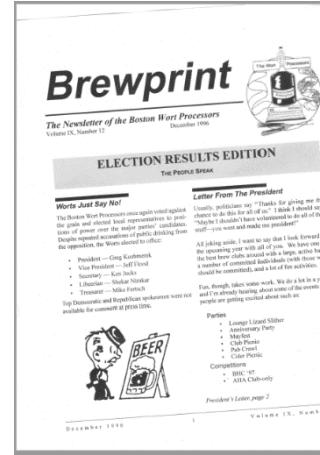 The Wort Processors
Brewprint
The Newsletter of the Boston Wort Processors
Volume IX, Number 12 December 1996
ELECTION RESULTS EDITION
THE PEOPLE SPEAK
Worts Just Say No!
The Boston Wort Processors once again voted against
the grain and elected local representatives to posi-
tions of power over the major parties' candidates.
Despite repeated accusations of public drinking from
the opposition, the Worts elected to office:
• President — Greg
• Vice President — Jeff Flood
• Secretary — Ken Jucks
• Librarian — Shekar Nimkar
• Treasurer — Mike Fertsch
Top Democratic and Republican spokesmen were not
available for comment at press time.
BEER
Letter From The President
Usually, politicians say "Thanks for giving me th
chance to do this for all of us." I think I should say
"Maybe I shouldn't have volunteered to do all of th
stuff—you went and made me president!"
All joking aside, I want to say that I look forward
the upcoming year with all of you. We have one
the best brew clubs around with a large, active ba
a number of committed individuals (with those w
should be committed), and a lot of fun activities.
Fun, though, takes some work. We do a lot in a y
and I'm already hearing about some of the events
people are getting excited about such as:
Parties
• Lounge Lizard Slither
• Anniversary Party
• Mayfest
• Club Picnic
• Pub Crawl
• Cider Picnic
Competitions
• BHC '97
• AHA Club-only
President's Letter, page 2
December 1996 1 Volume IX, Numb